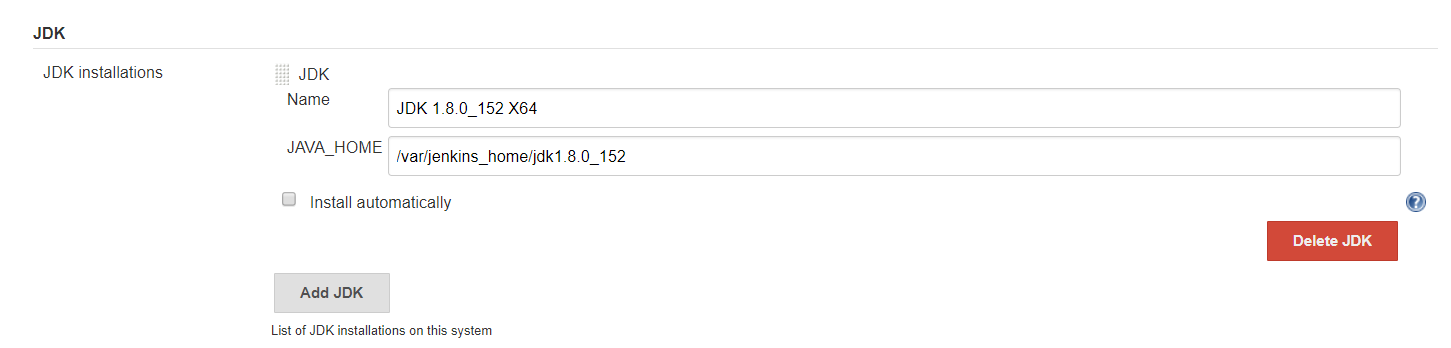 JDK
JDK installations
JDK
Name
JDK 1.8.0_152 X64
JAVA_HOME
/var/jenkins_home/jdk1.8.0_152
Install automatically
?
Delete JDK
Add JDK
List of JDK installations on this system